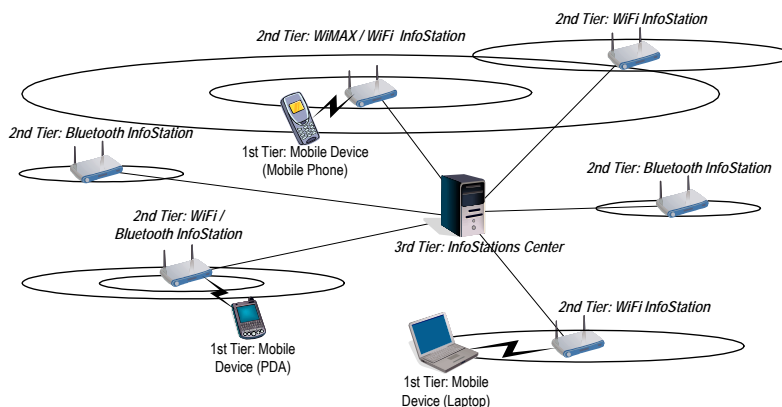 2nd Tier: WiFi InfoStation
2nd Tier: WiMAX / WiFi InfoStation
2nd Tier: Bluetooth InfoStation
1st Tier: Mobile Device
(Mobile Phone)
2nd Tier: Bluetooth InfoStation
2nd Tier: WiFi /
Bluetooth InfoStation
3rd Tier: InfoStations Center
2nd Tier: WiFi InfoStation
1st Tier: Mobile
Device (PDA)
1st Tier: Mobile
Device (Laptop)